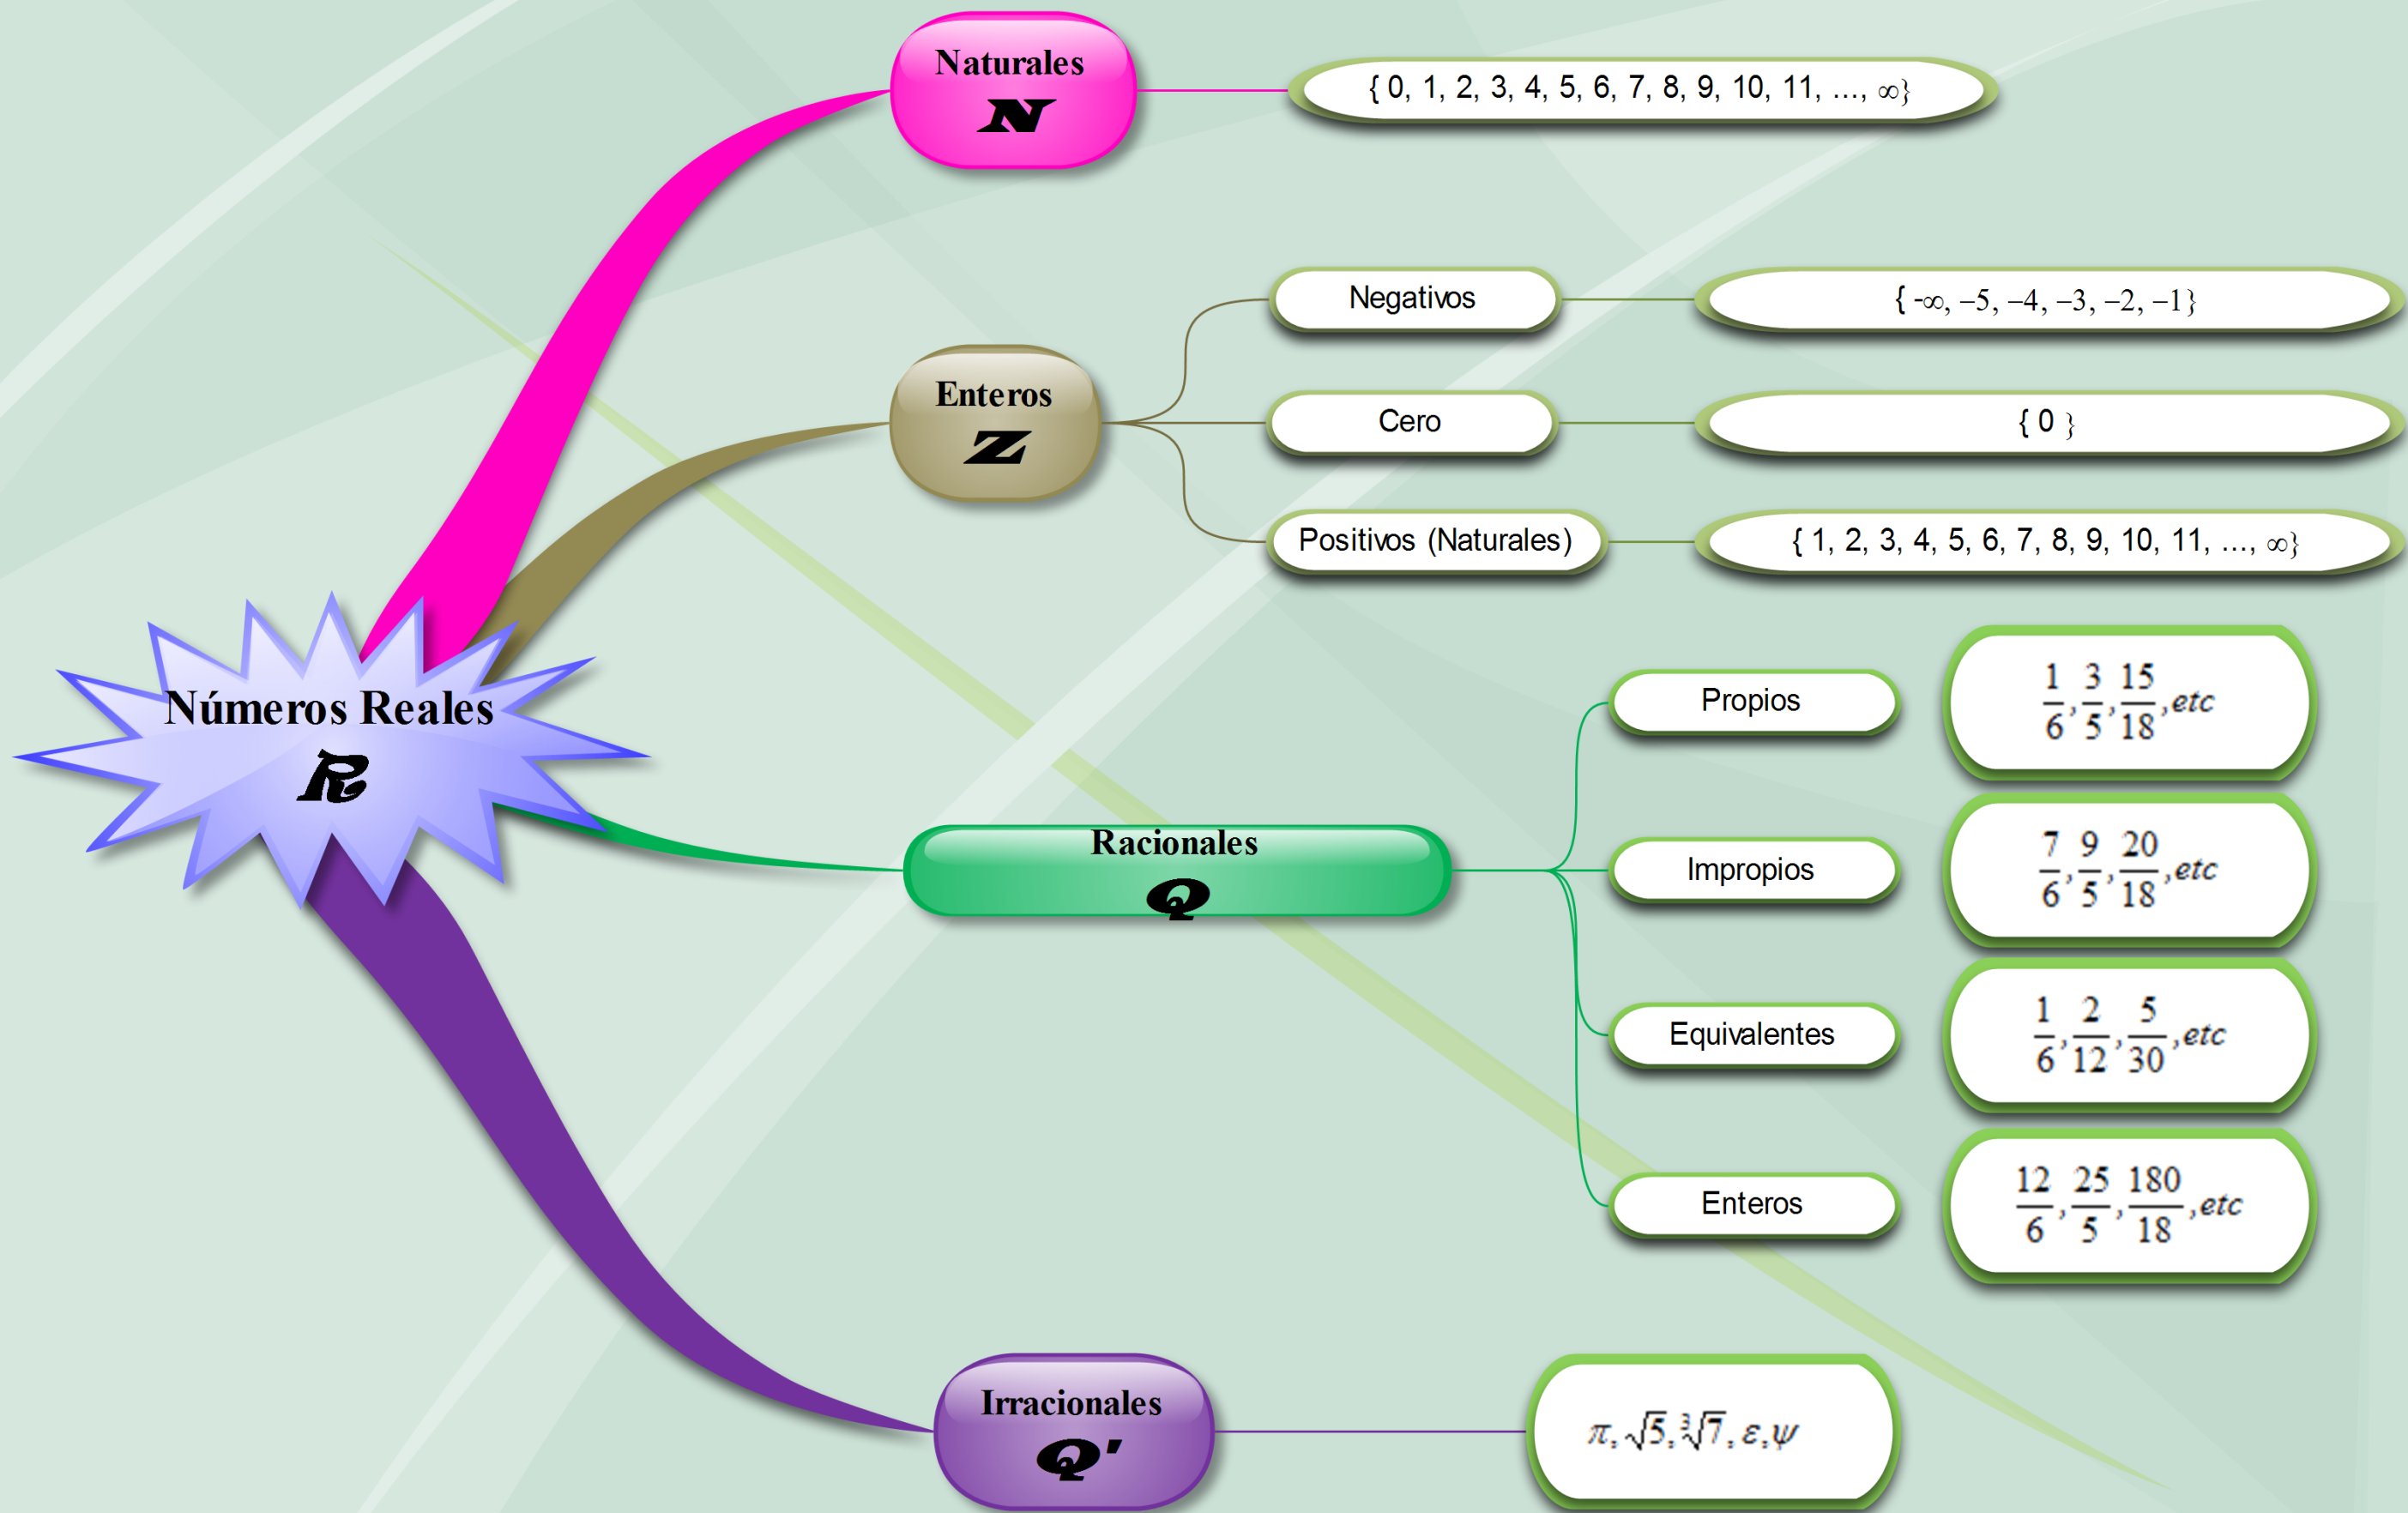 Naturales
N
{ 0, 1, 2, 3, 4, 5, 6, 7, 8, 9, 10, 11, ..., ∞}
Enteros
Z
Negativos
{ -∞, –5, –4, –3, –2, –1}
Cero
{ 0 }
Positivos (Naturales)
{ 1, 2, 3, 4, 5, 6, 7, 8, 9, 10, 11, ..., ∞}
Números Reales
R
Racionales
Q
Propios
1/6, 3/5, 15/18, etc
Impropios
7/6, 9/5, 20/18, etc
Equivalentes
1/6, 2/12, 5/30, etc
Enteros
12/6, 25/5, 180/18, etc
Irracionales
Q'
π, √5, ∛7, ε, ψ